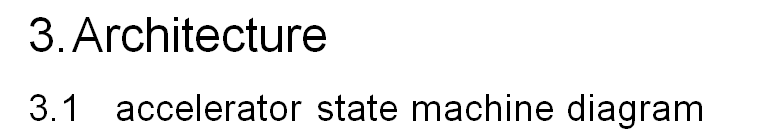 3. Architecture
3.1 accelerator state machine diagram